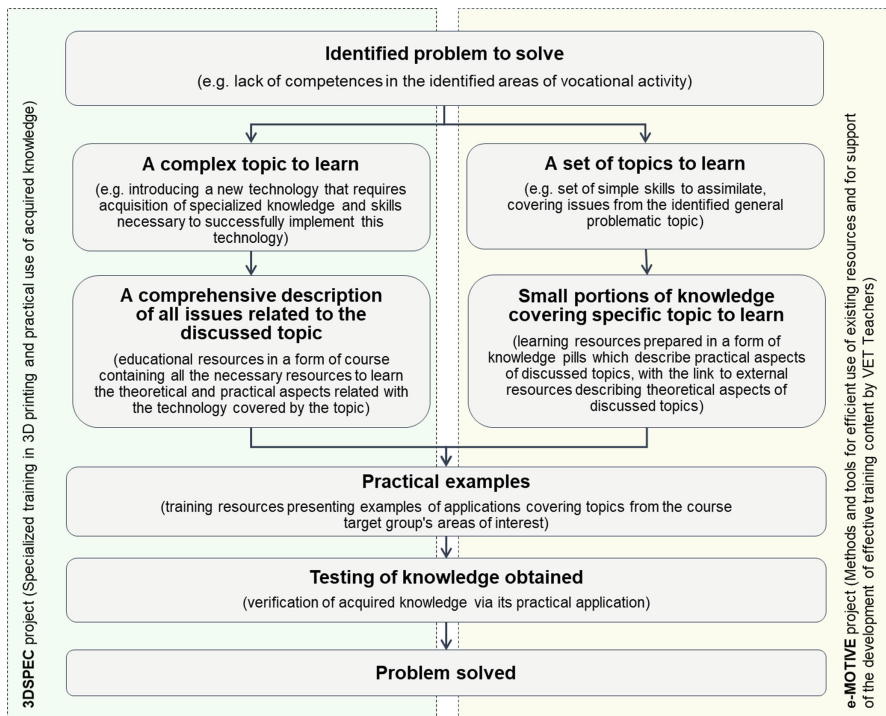 Identified problem to solve
(e.g. lack of competences in the identified areas of vocational activity)
A complex topic to learn
(e.g. introducing a new technology that requires
acquisition of specialized knowledge and skills
necessary to successfully implement this
technology)
A set of topics to learn
(e.g. set of simple skills to assimilate,
covering issues from the identified general
problematic topic)
A comprehensive description
of all issues related to the
discussed topic
(educational resources in a form of course
containing all the necessary resources to learn
the theoretical and practical aspects related with
the technology covered by the topic)
Small portions of knowledge
covering specific topic to learn
(learning resources prepared in a form of
knowledge pills which describe practical aspects
of discussed topics, with the link to external
resources describing theoretical aspects of
discussed topics)
Practical examples
(training resources presenting examples of applications covering topics from the course
target group's areas of interest)
Testing of knowledge obtained
(verification of acquired knowledge via its practical application)
Problem solved
3DSPEC project (Specialized training in 3D printing and practical use of acquired knowledge)
e-MOTIVE project (Methods and tools for efficient use of existing resources and for support
of the development of effective training content by VET Teachers)